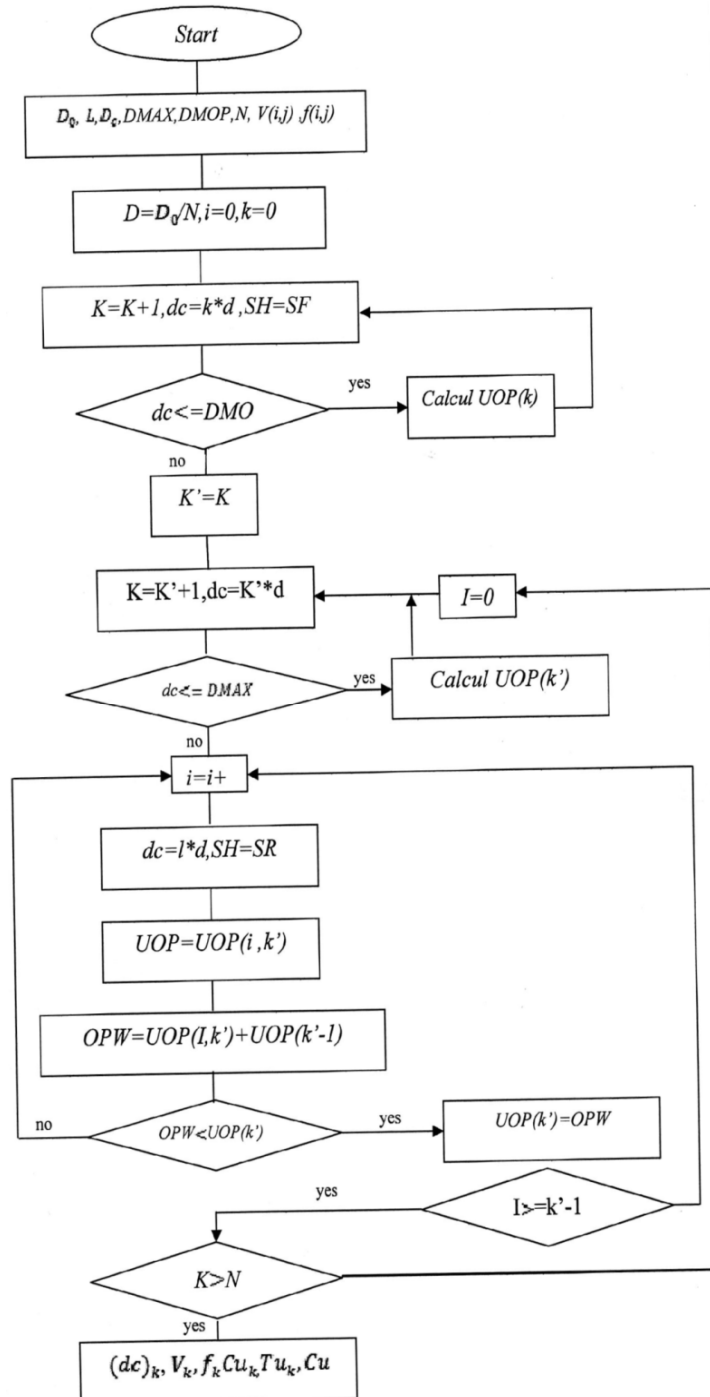 Start
D₀, L,D𝒸,DMAX,DMOP,N, V(i,j) ,f(i,j)
D=D₀/N,i=0,k=0
K=K+1,dc=k*d ,SH=SF
yes
dc<=DMO
Calcul UOP(k)
no
K’=K
K=K’+1,dc=K’*d
I=0
dc<= DMAX
yes
Calcul UOP(k’)
no
i=i+
dc=l*d,SH=SR
UOP=UOP(i ,k’)
OPW=UOP(I,k’)+UOP(k’-1)
no
OPW<UOP(k’)
yes
UOP(k’)=OPW
yes
I>=k’-1
K>N
yes
(dc)ₖ, Vₖ, fₖ Cuₖ,Tuₖ, Cu